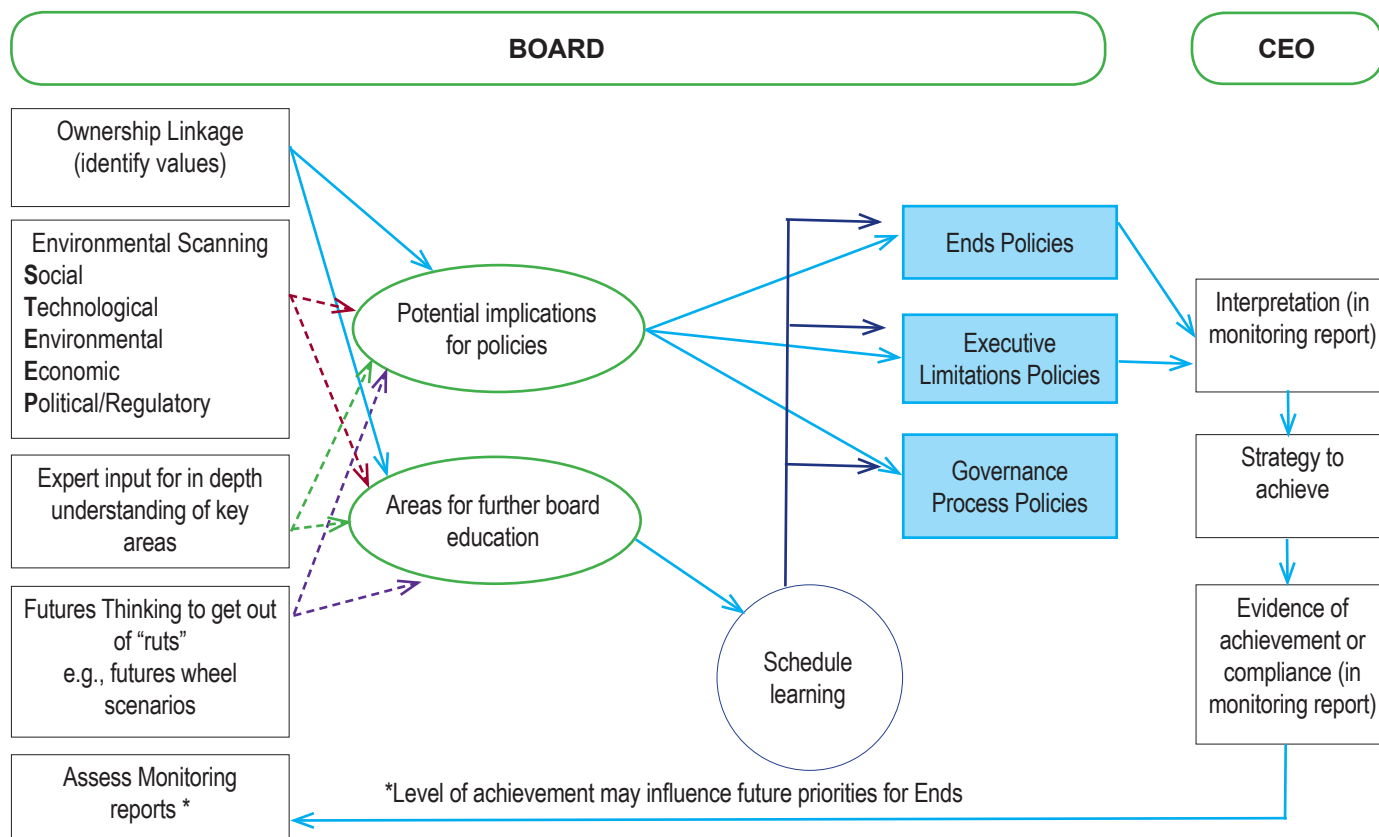 BOARD
CEO
Ownership Linkage
(identify values)
Environmental Scanning
Social
Technological
Environmental
Economic
Political/Regulatory
Expert input for in depth
understanding of key
areas
Futures Thinking to get out
of “ruts”
e.g., futures wheel
scenarios
Assess Monitoring
reports *
Potential implications
for policies
Areas for further board
education
Schedule
learning
Ends Policies
Executive
Limitations Policies
Governance
Process Policies
Interpretation (in
monitoring report)
Strategy to
achieve
Evidence of
achievement or
compliance (in
monitoring report)
*Level of achievement may influence future priorities for Ends